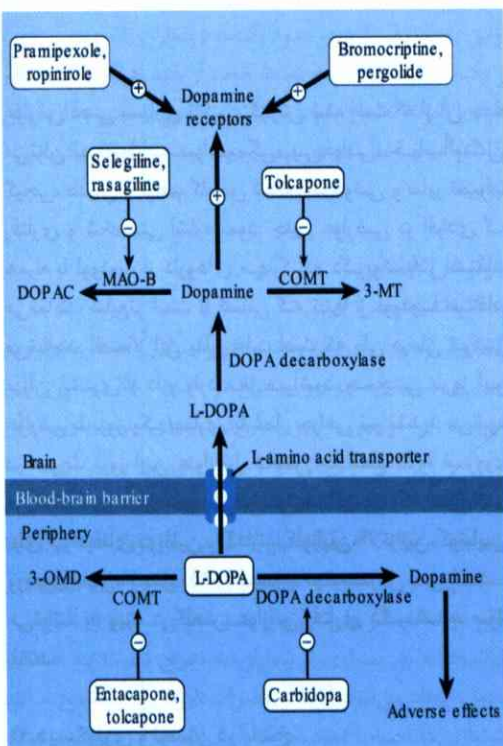 Pramipexole,
ropinirole
Bromocriptine,
pergolide
Dopamine
receptors
Selegiline,
rasagiline
Tolcapone
DOPAC
MAO-B
Dopamine
COMT
3-MT
DOPA decarboxylase
L-DOPA
Brain
L-amino acid transporter
Blood-brain barrier
Periphery
3-OMD
L-DOPA
Dopamine
COMT
DOPA decarboxylase
Entacapone,
tolcapone
Carbidopa
Adverse effects